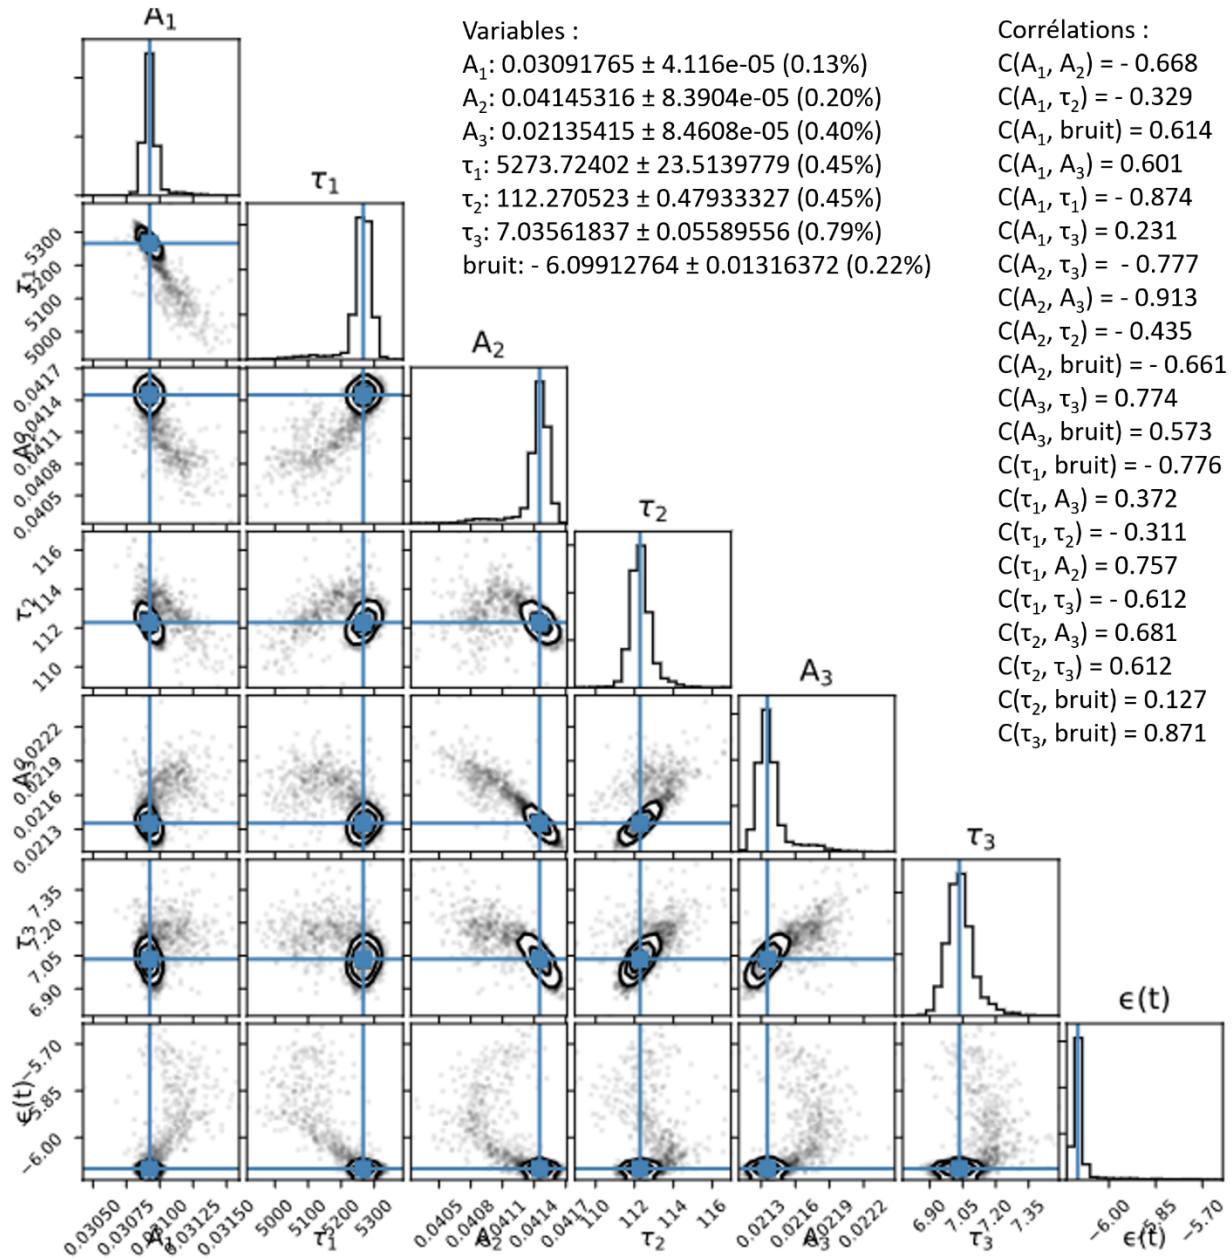 A₁
Variables :
A₁: 0.03091765 ± 4.116e-05 (0.13%)
A₂: 0.04145316 ± 8.3904e-05 (0.20%)
A₃: 0.02135415 ± 8.4608e-05 (0.40%)
τ₁: 5273.72402 ± 23.5139779 (0.45%)
τ₂: 112.270523 ± 0.47933327 (0.45%)
τ₃: 7.03561837 ± 0.05589556 (0.79%)
bruit: - 6.09912764 ± 0.01316372 (0.22%)
Corrélations :
C(A₁, A₂) = - 0.668
C(A₁, τ₂) = - 0.329
C(A₁, bruit) = 0.614
C(A₁, A₃) = 0.601
C(A₁, τ₁) = - 0.874
C(A₁, τ₃) = 0.231
C(A₂, τ₃) = - 0.777
C(A₂, A₃) = - 0.913
C(A₂, τ₂) = - 0.435
C(A₂, bruit) = - 0.661
C(A₃, τ₃) = 0.774
C(A₃, bruit) = 0.573
C(τ₁, bruit) = - 0.776
C(τ₁, A₃) = 0.372
C(τ₁, τ₂) = - 0.311
C(τ₁, A₂) = 0.757
C(τ₁, τ₃) = - 0.612
C(τ₂, A₃) = 0.681
C(τ₂, τ₃) = 0.612
C(τ₂, bruit) = 0.127
C(τ₃, bruit) = 0.871
τ₁
τ₁
5300
5200
5100
5000
A₂
A₂
0.0417
0.0414
0.0411
0.0408
0.0405
τ₂
τ₂
116
114
112
110
A₃
A₃
0.0222
0.0219
0.0216
0.0213
τ₃
τ₃
7.35
7.20
7.05
6.90
ϵ(t)
ϵ(t)
−5.70
−5.85
−6.00
0.03050 0.03075 0.03100 0.03125 0.03150
5000 5100 5200 5300
0.0405 0.0408 0.0411 0.0414 0.0417
110 112 114 116
0.0213 0.0216 0.0219 0.0222
6.90 7.05 7.20 7.35
−6.00 −5.85 −5.70
A₁ τ₁ A₂ τ₂ A₃ τ₃ ϵ(t)